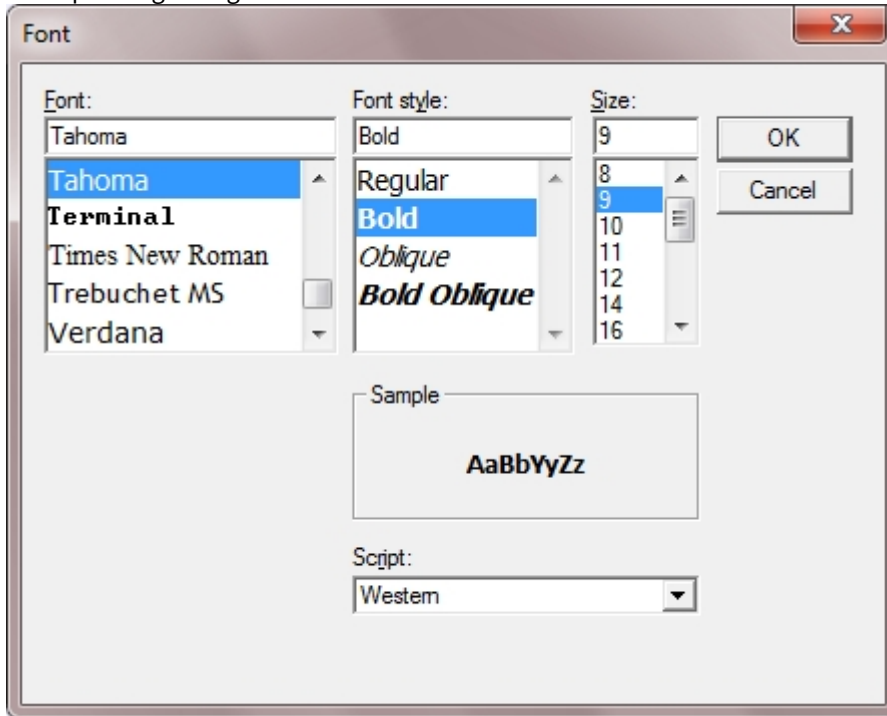 Font
Font:
Tahoma
Tahoma
Terminal
Times New Roman
Trebuchet MS
Verdana
Font style:
Bold
Regular
Bold
Oblique
Bold Oblique
Size:
9
8
9
10
11
12
14
16
OK
Cancel
Sample
AaBbYyZz
Script:
Western